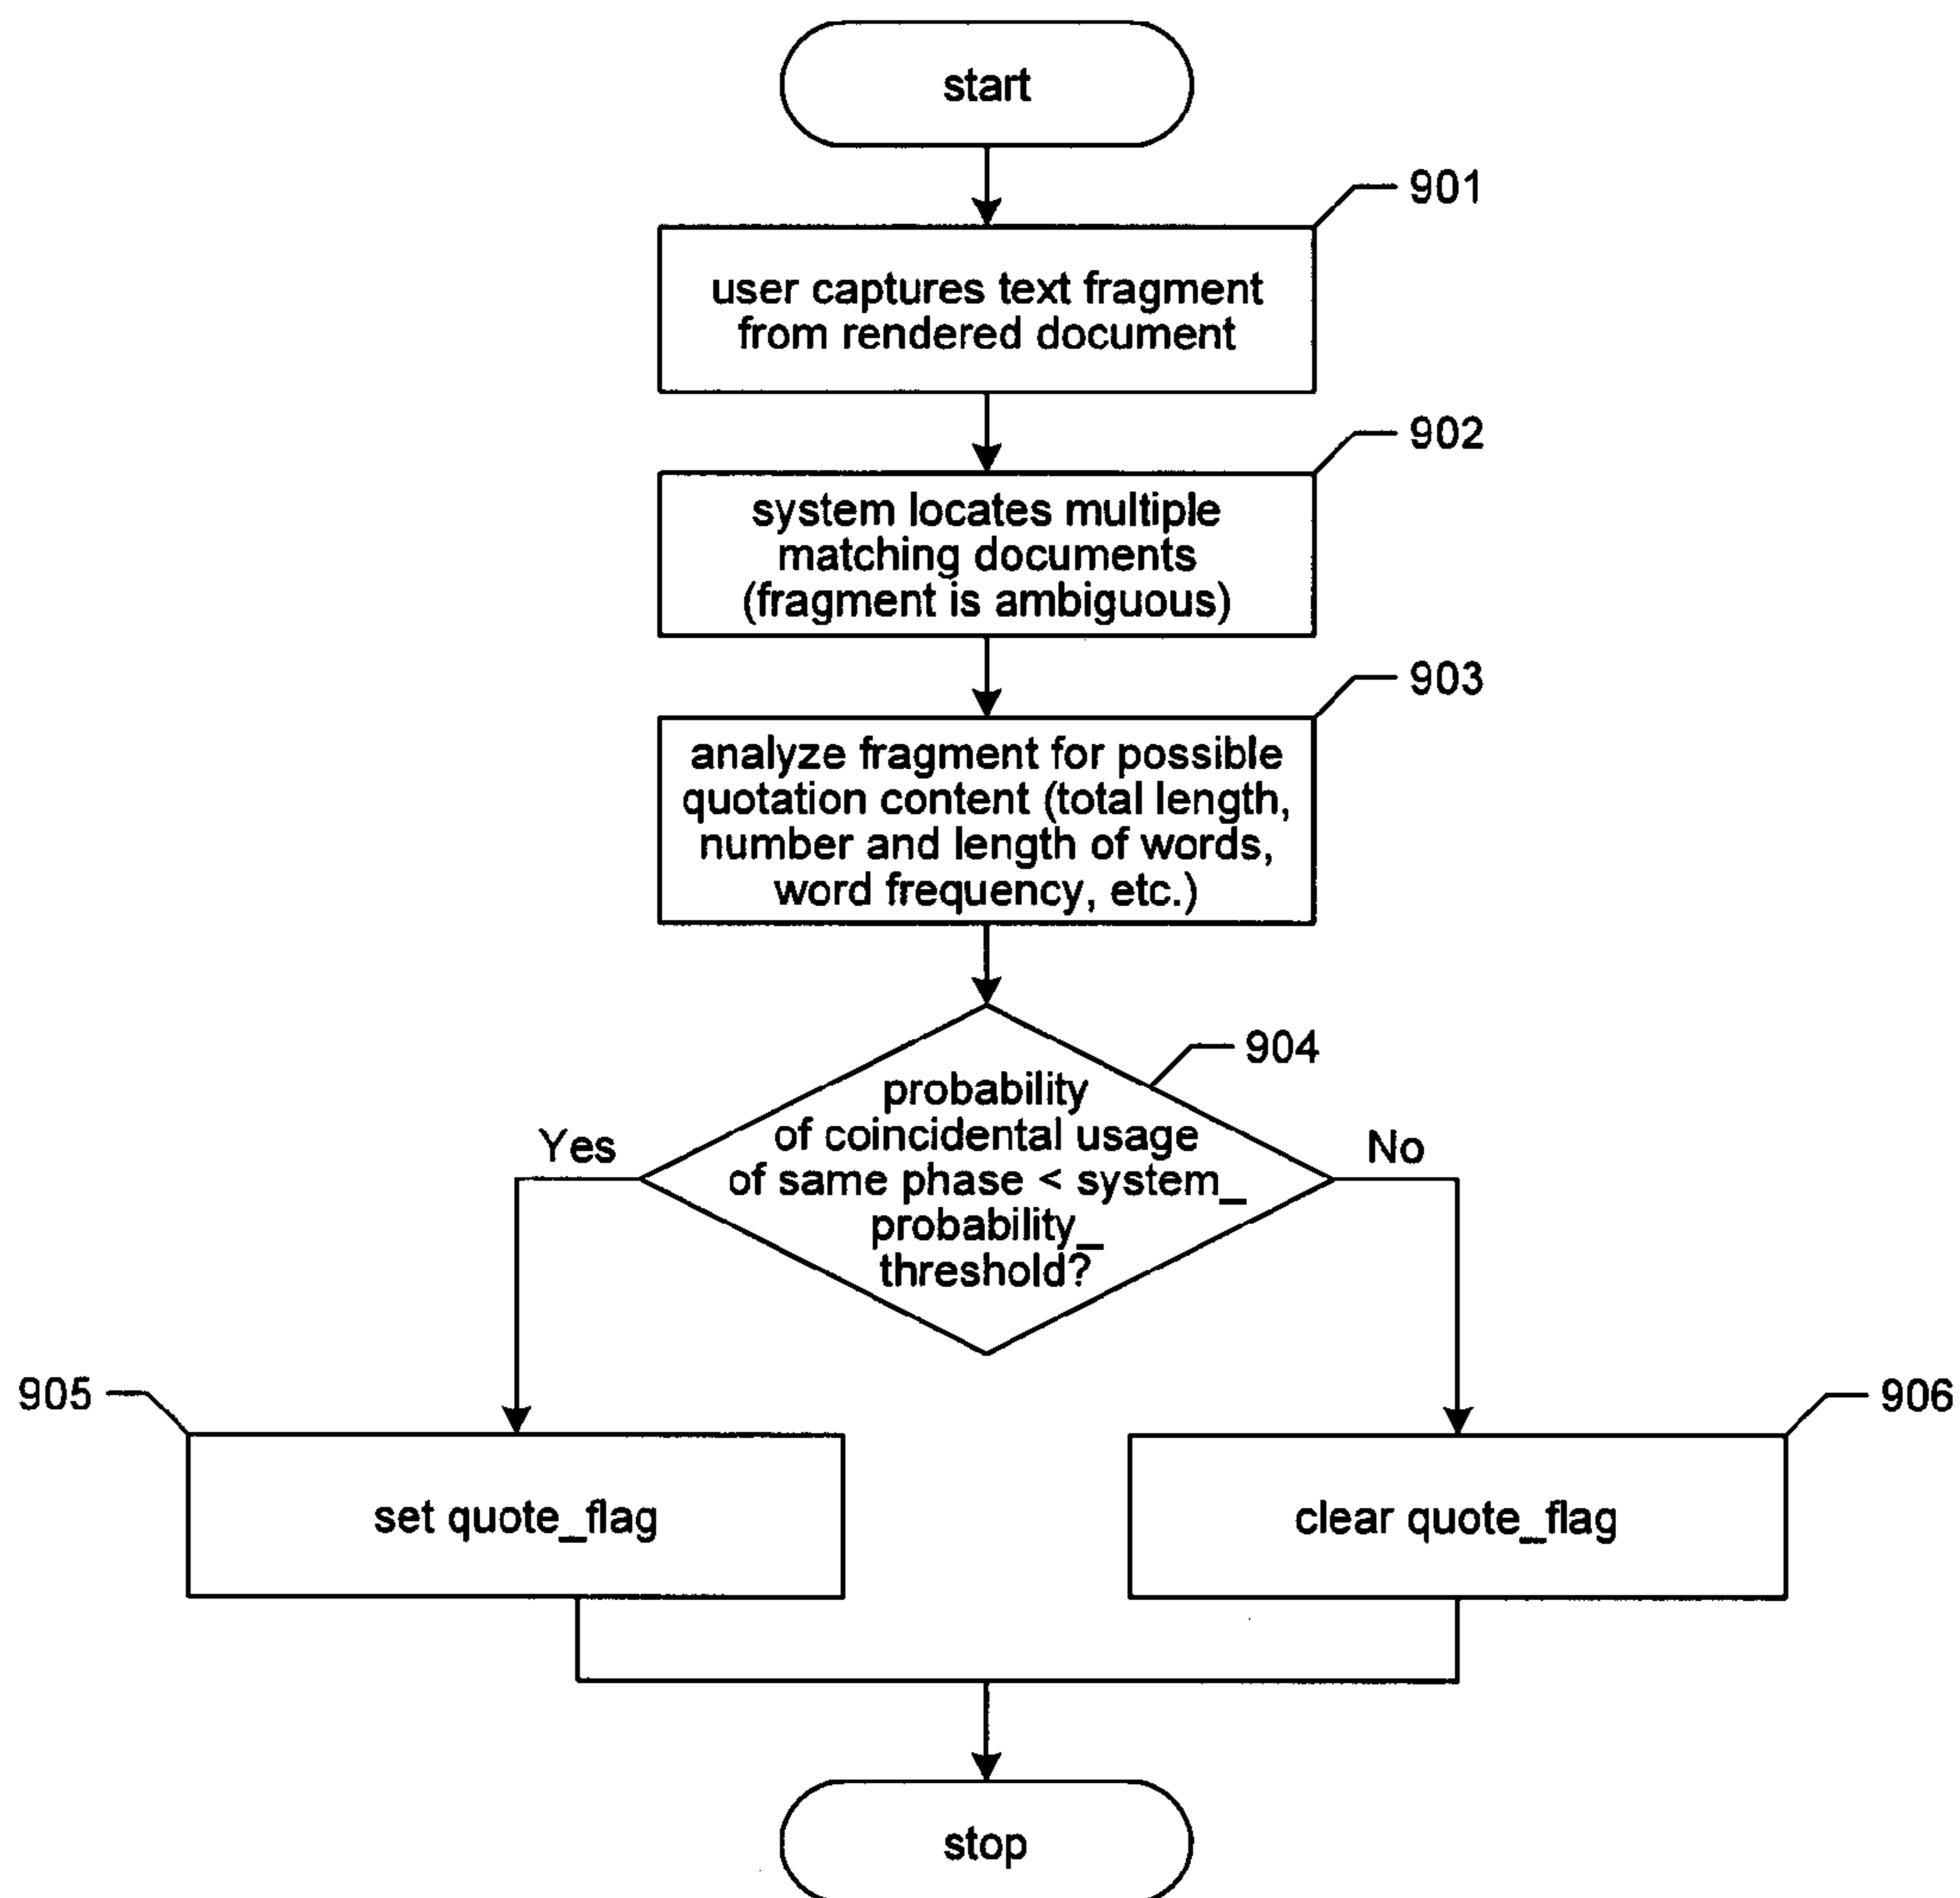 start
901
user captures text fragment
from rendered document
902
system locates multiple
matching documents
(fragment is ambiguous)
903
analyze fragment for possible
quotation content (total length,
number and length of words,
word frequency, etc.)
904
probability
of coincidental usage
of same phase < system_
probability_
threshold?
Yes
No
905
set quote_flag
906
clear quote_flag
stop